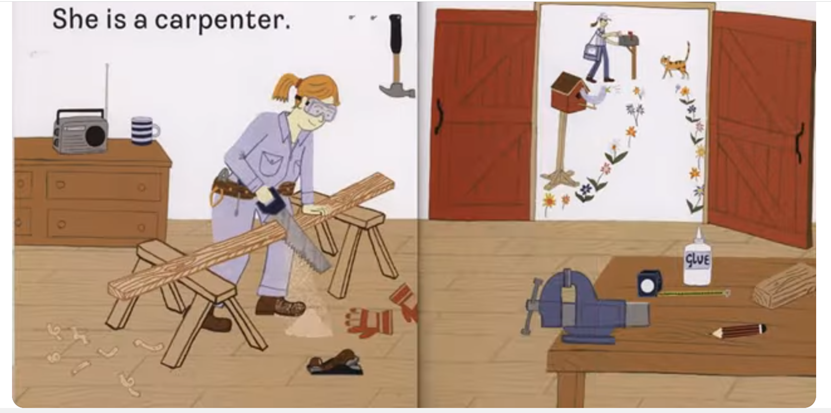 She is a carpenter.
GLUE